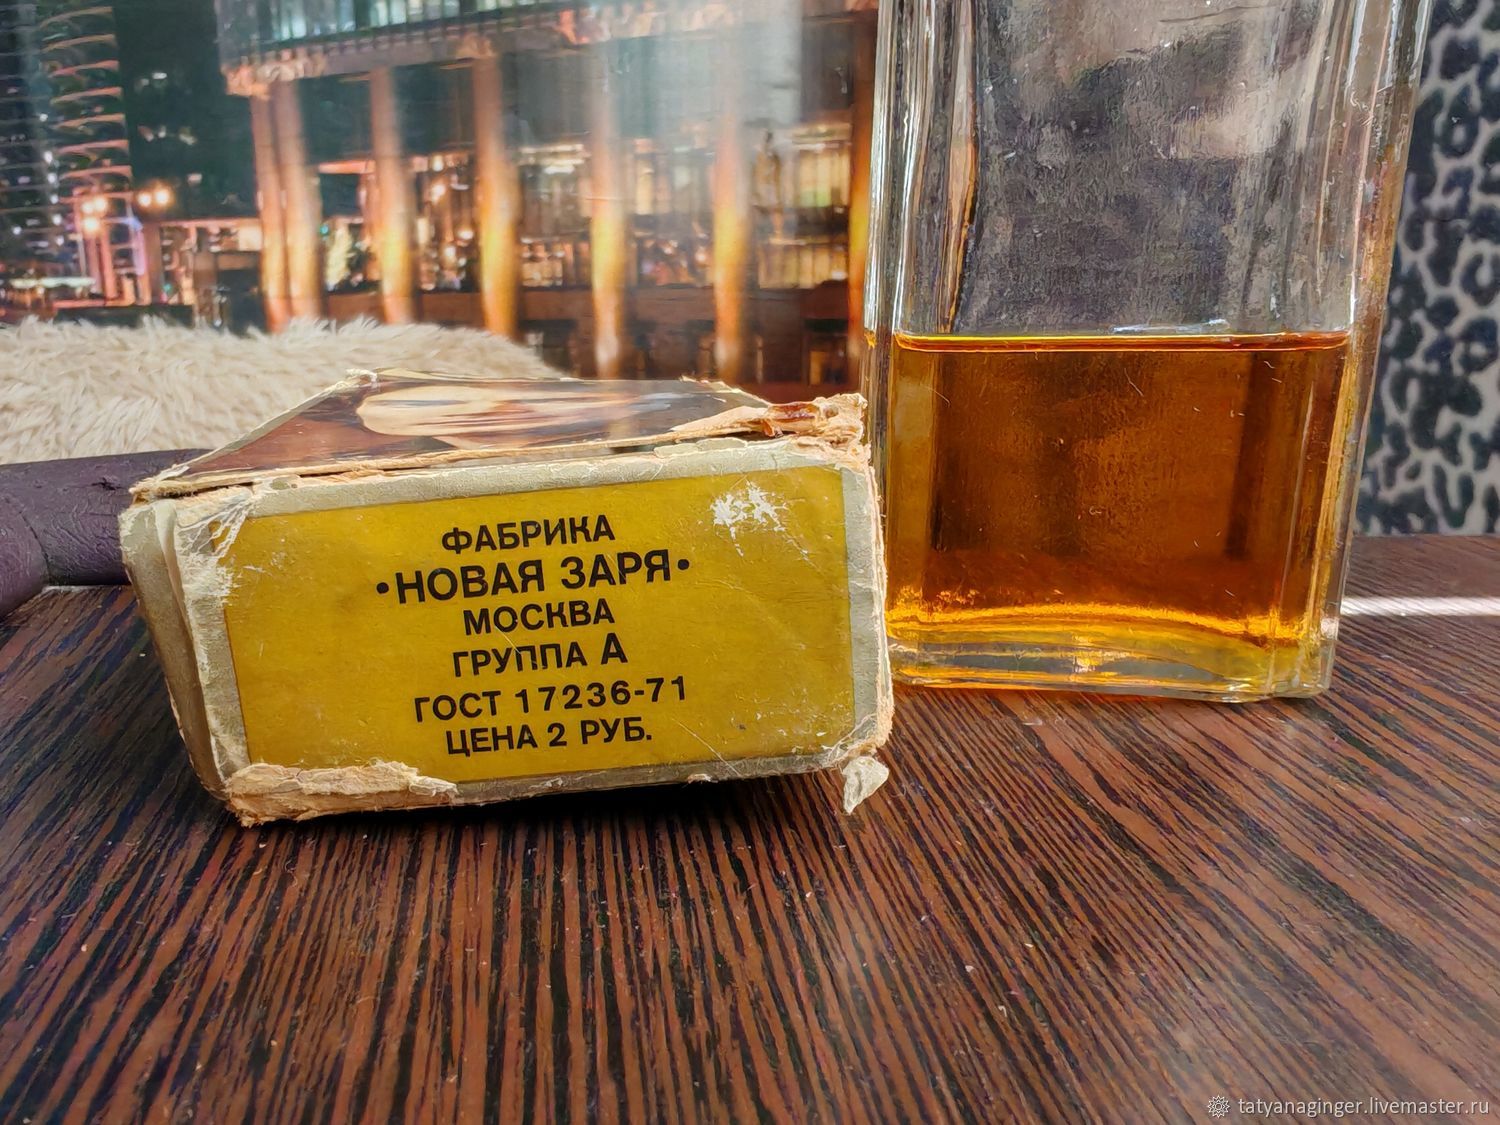 ФАБРИКА
•НОВАЯ ЗАРЯ•
МОСКВА
ГРУППА А
ГОСТ 17236-71
ЦЕНА 2 РУБ.
tatyanaginger.livemaster.ru